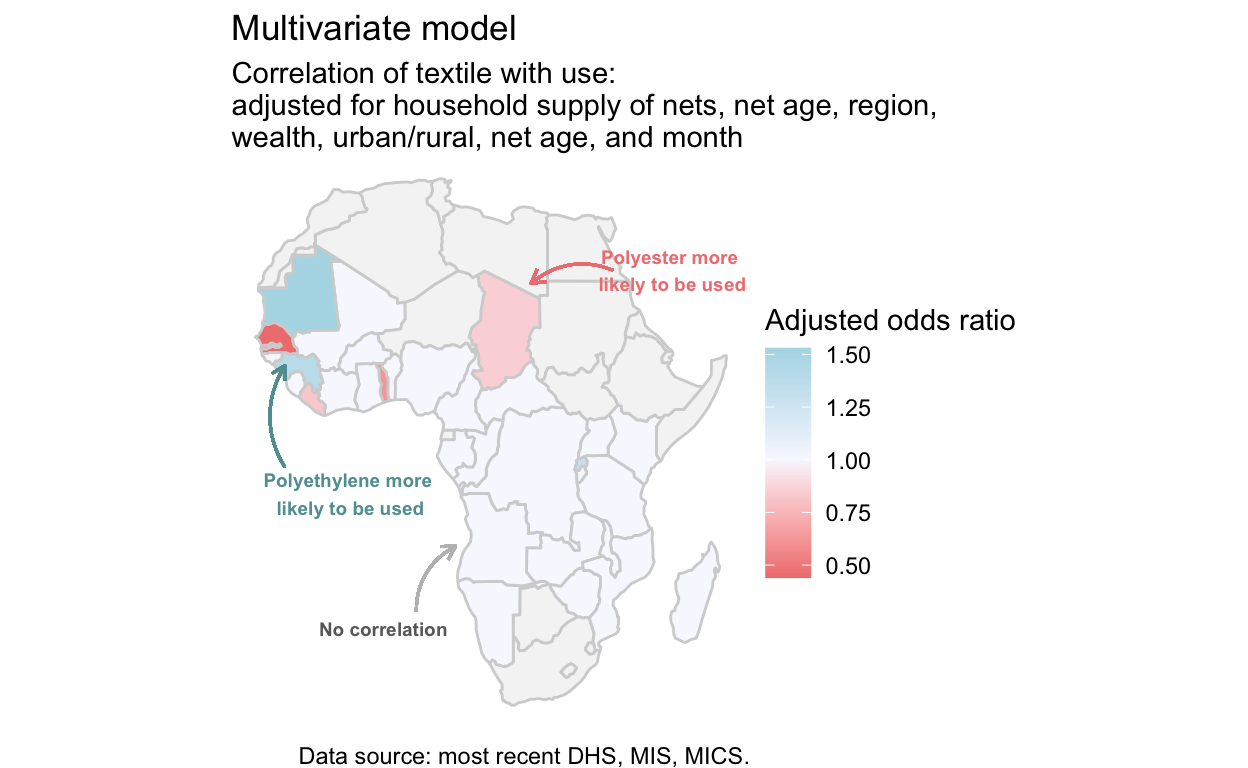 Multivariate model
Correlation of textile with use:
adjusted for household supply of nets, net age, region,
wealth, urban/rural, net age, and month
Polyester more
likely to be used
Adjusted odds ratio
1.50
1.25
1.00
0.75
0.50
Polyethylene more
likely to be used
No correlation
Data source: most recent DHS, MIS, MICS.